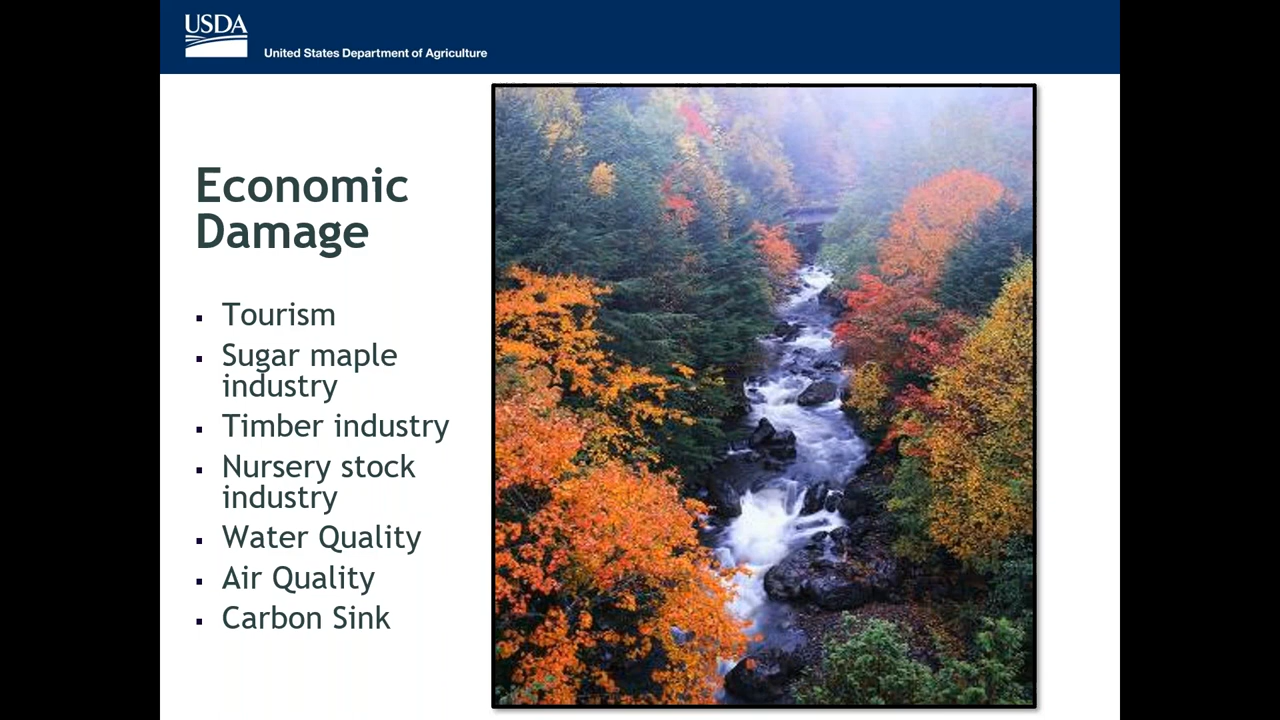 USDA
United States Department of Agriculture
Economic
Damage
▪ Tourism
▪ Sugar maple
industry
▪ Timber industry
▪ Nursery stock
industry
▪ Water Quality
▪ Air Quality
▪ Carbon Sink